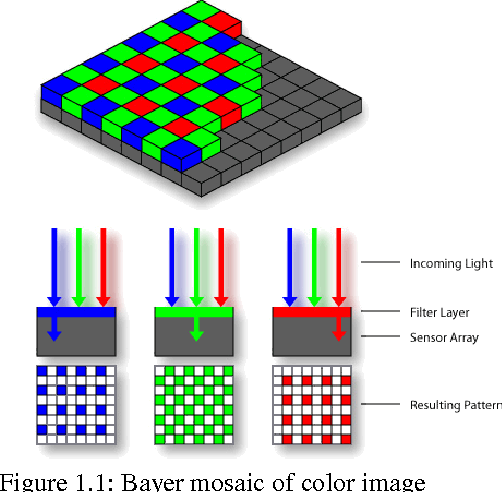 Incoming Light
Filter Layer
Sensor Array
Resulting Pattern
Figure 1.1: Bayer mosaic of color image